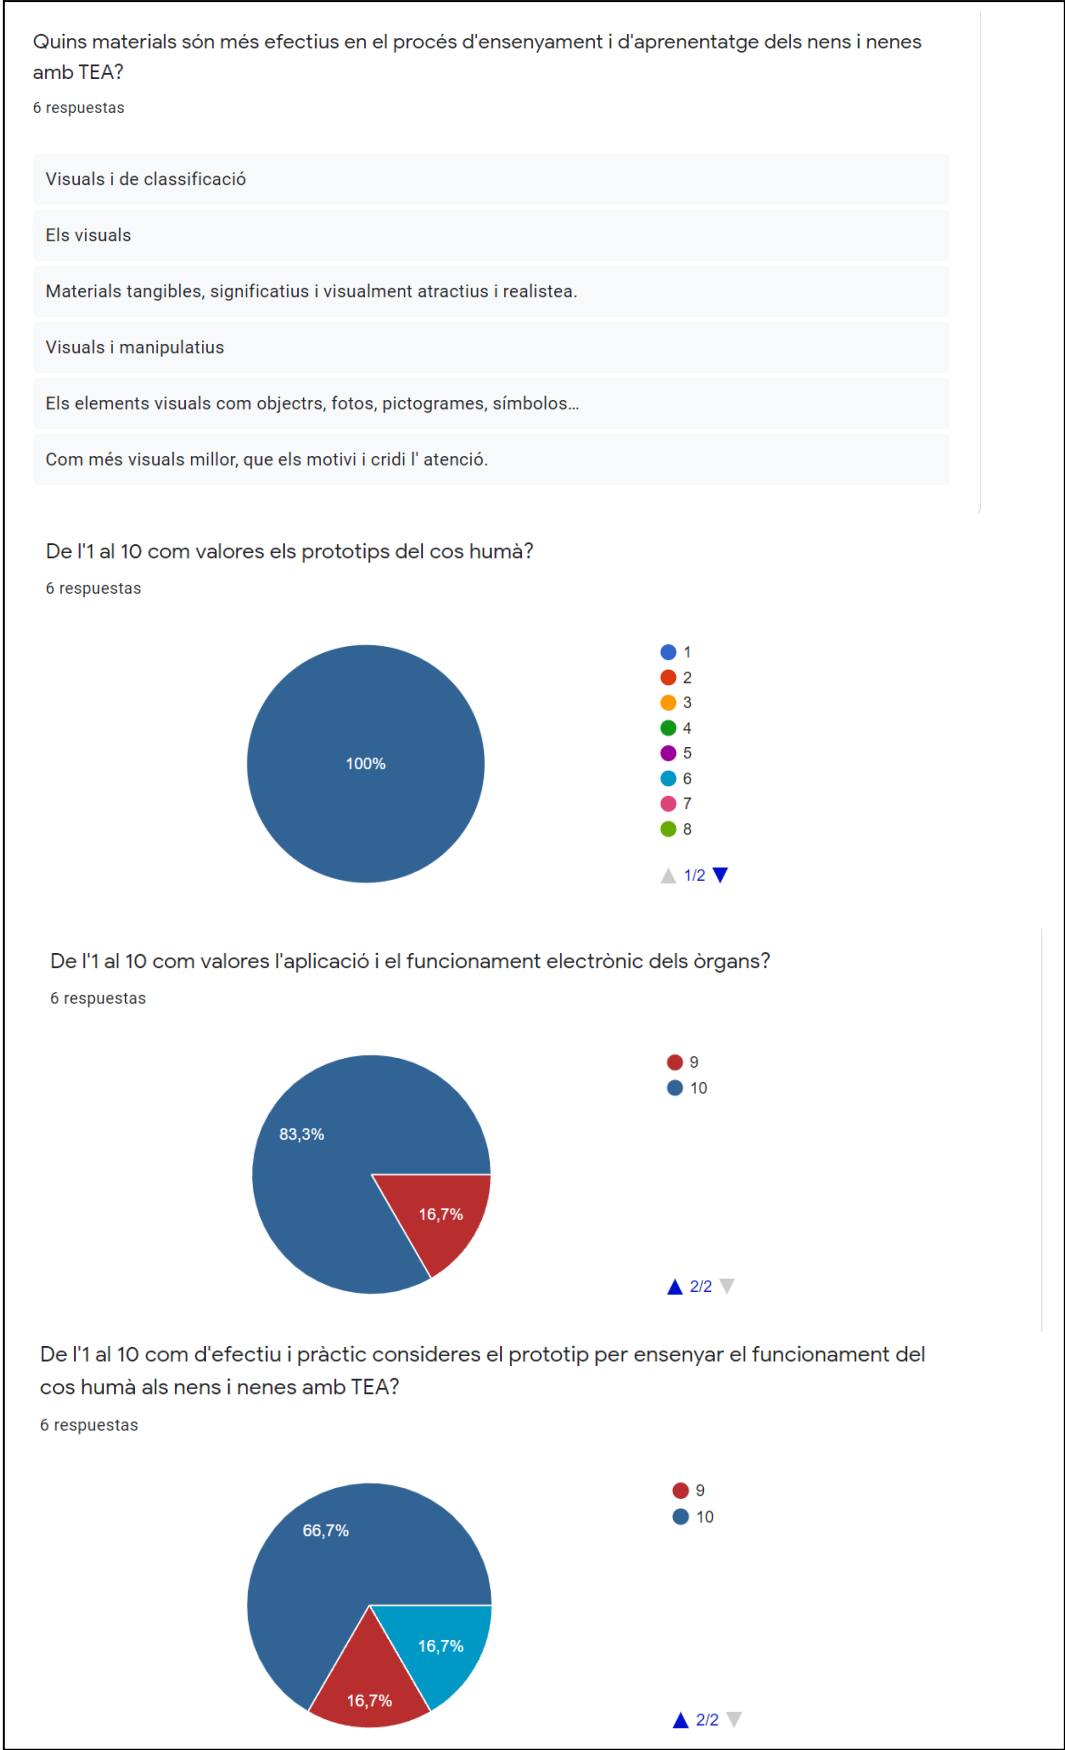 Quins materials són més efectius en el procés d'ensenyament i d'aprenentatge dels nens i nenes
amb TEA?
6 respuestas
Visuals i de classificació
Els visuals
Materials tangibles, significatius i visualment atractius i realistea.
Visuals i manipulatius
Els elements visuals com objectrs, fotos, pictogrames, símbolos...
Com més visuals millor, que els motivi i cridi l' atenció.
De l'1 al 10 com valores els prototips del cos humà?
6 respuestas
100%
1
2
3
4
5
6
7
8
1/2
De l'1 al 10 com valores l'aplicació i el funcionament electrònic dels òrgans?
6 respuestas
83,3%
16,7%
9
10
2/2
De l'1 al 10 com d'efectiu i pràctic consideres el prototip per ensenyar el funcionament del
cos humà als nens i nenes amb TEA?
6 respuestas
66,7%
16,7%
16,7%
9
10
2/2